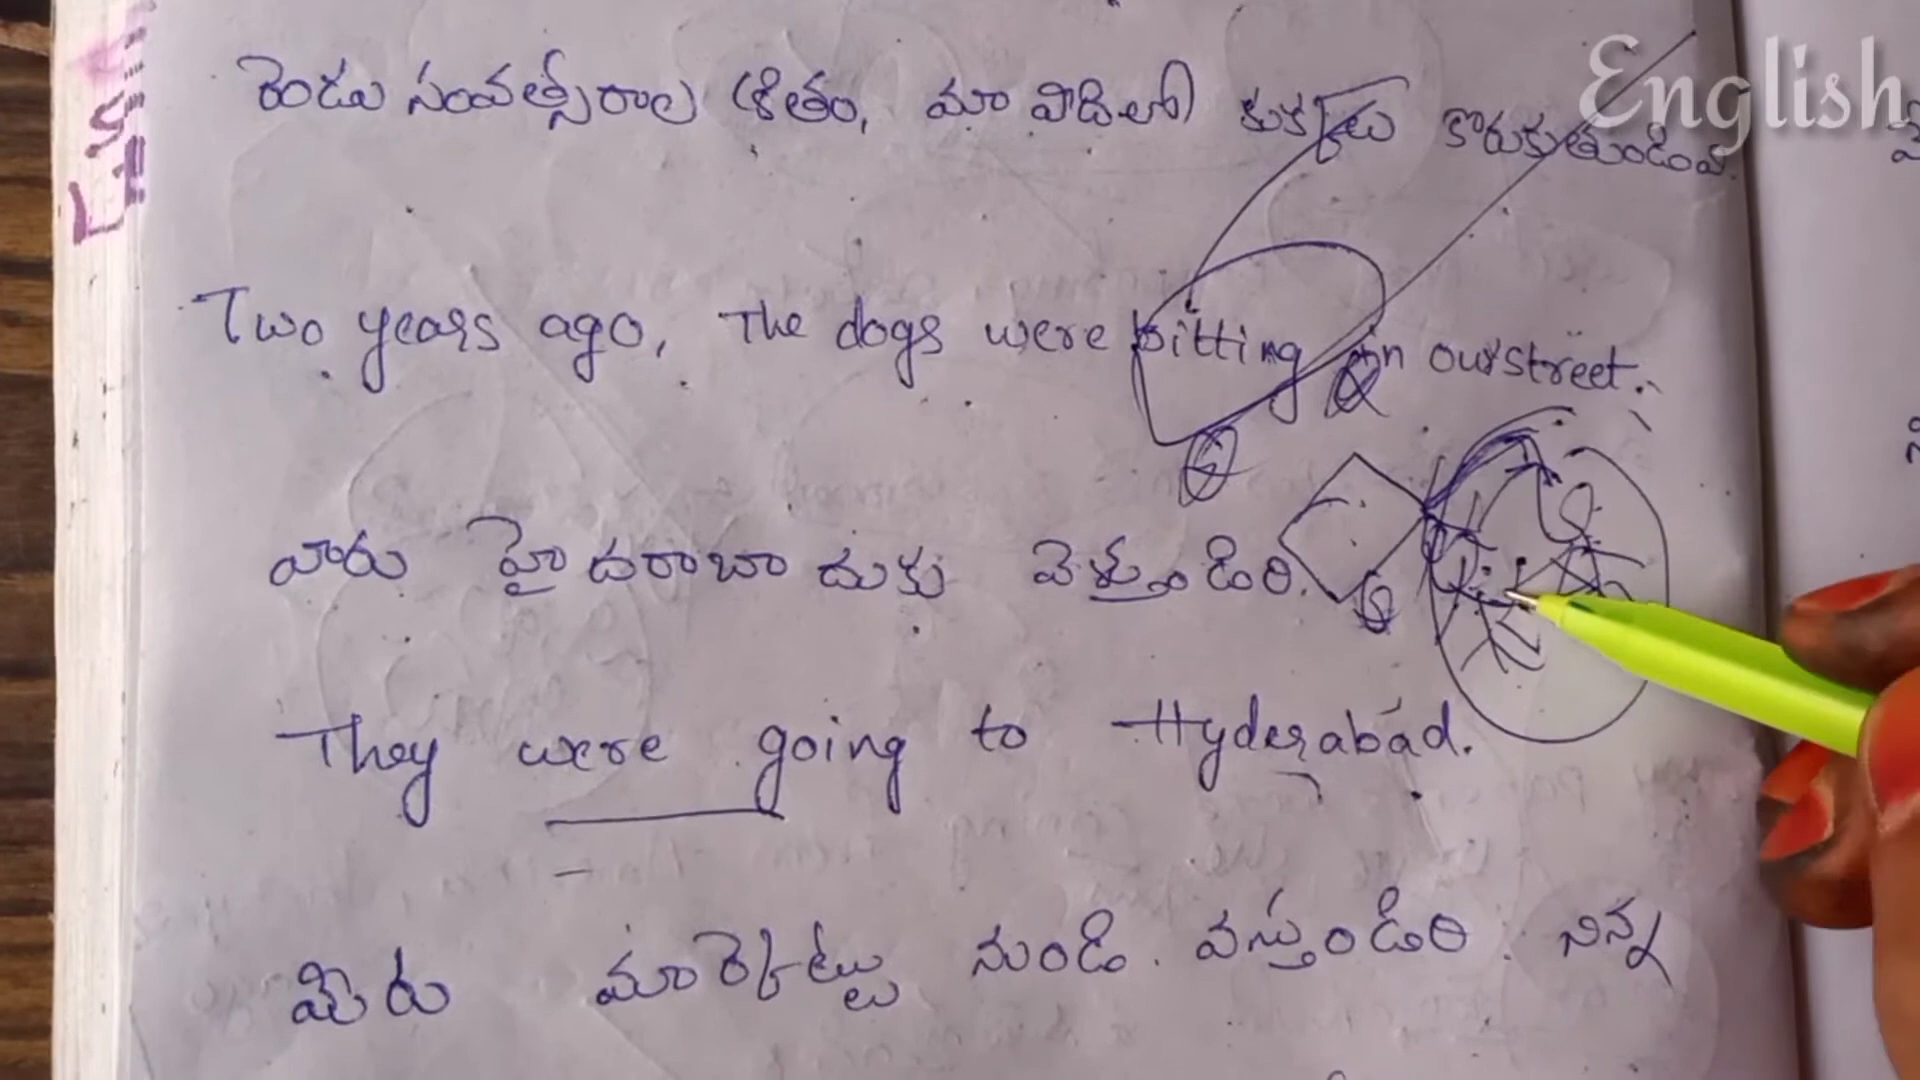 English
రెండు సంవత్సరాల క్రితం, మా వీదిలో కుక్కలు కొరుకుతుండెివి.
Two years ago, The dogs were bitting in our street.
వారు హైదరాబాదుకు వెళ్తుండిరి.
They were going to Hyderabad.
మీరు మార్కెట్టు నుండి వస్తుండిరి నిన్న